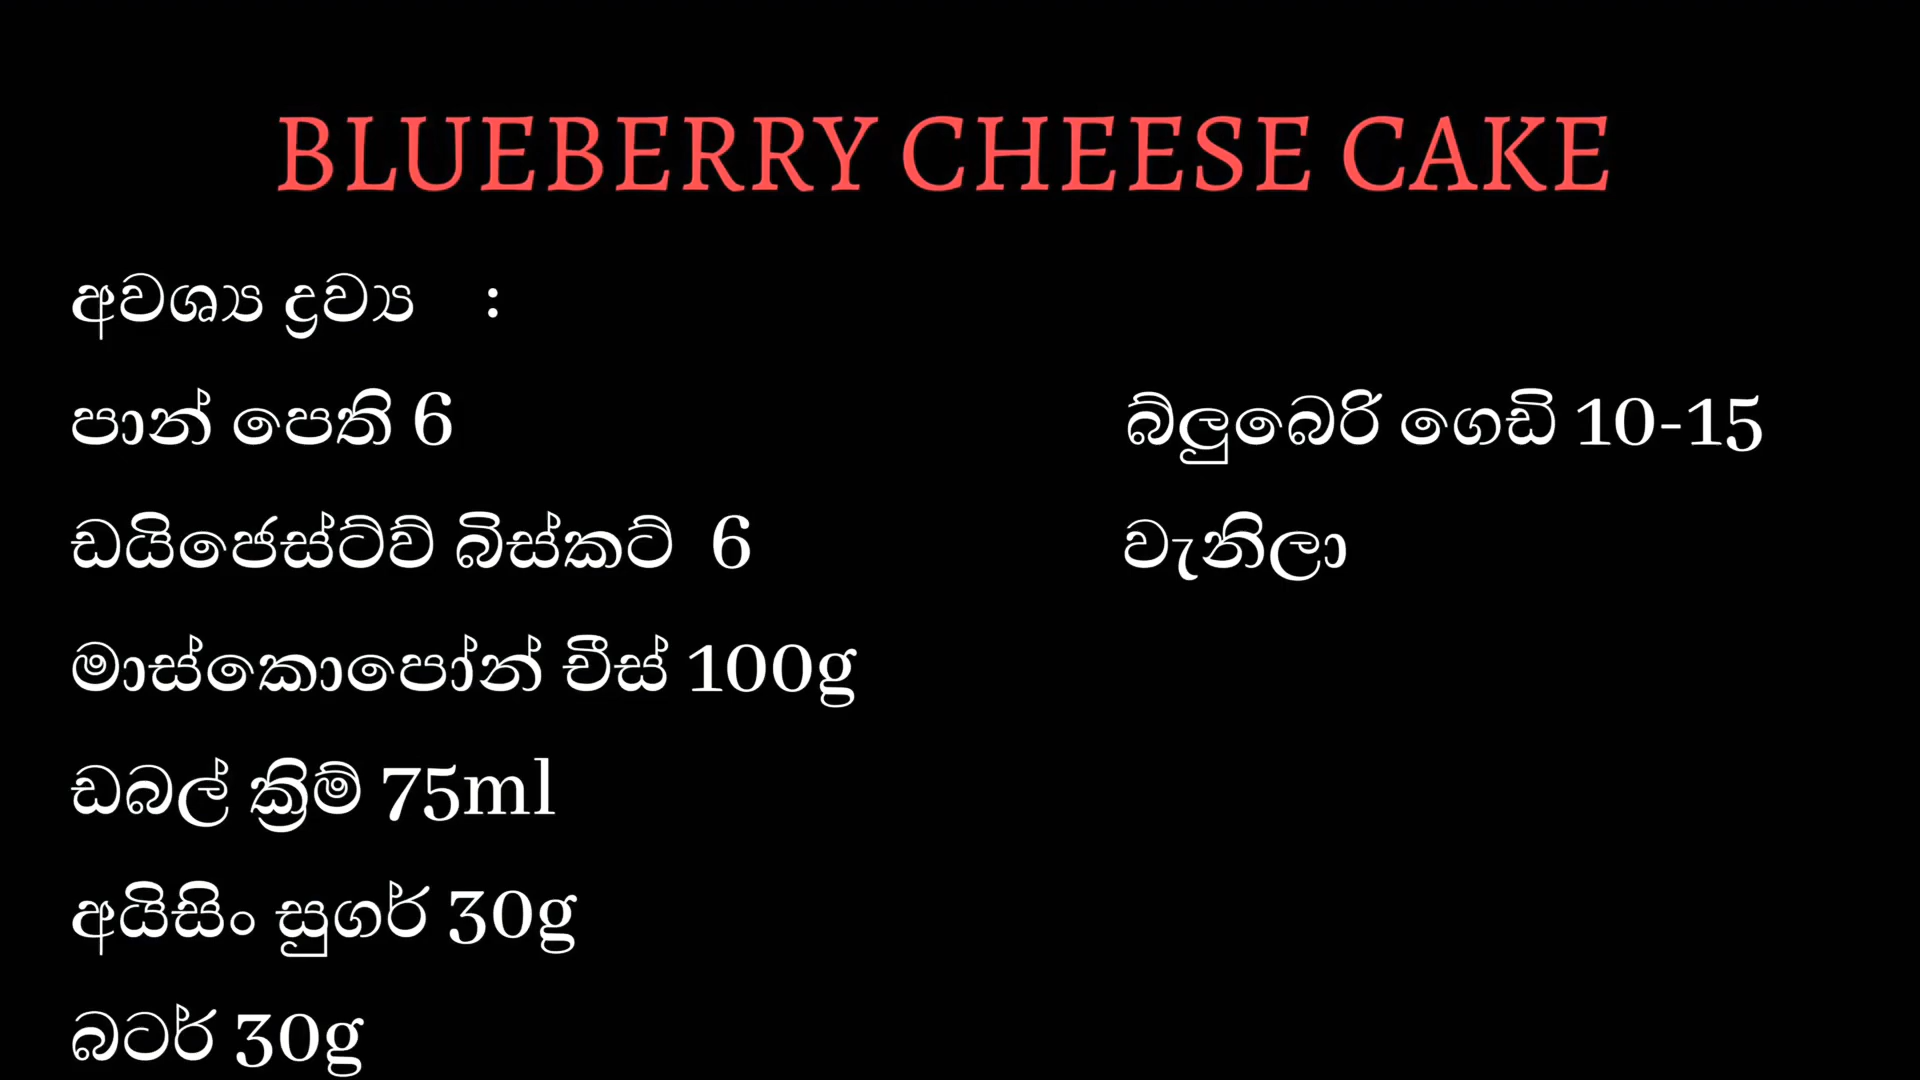 BLUEBERRY CHEESE CAKE
අවශ්‍ය ද්‍රව්‍ය :
පාන් පෙති 6
ඩයිජෙස්ට්ව් බිස්කට් 6
මාස්කොපෝන් චීස් 100g
ඩබල් ක්‍රිම් 75ml
අයිසිං සුගර් 30g
බටර් 30g
බ්ලුබෙරි ගෙඩි 10-15
වැනිලා